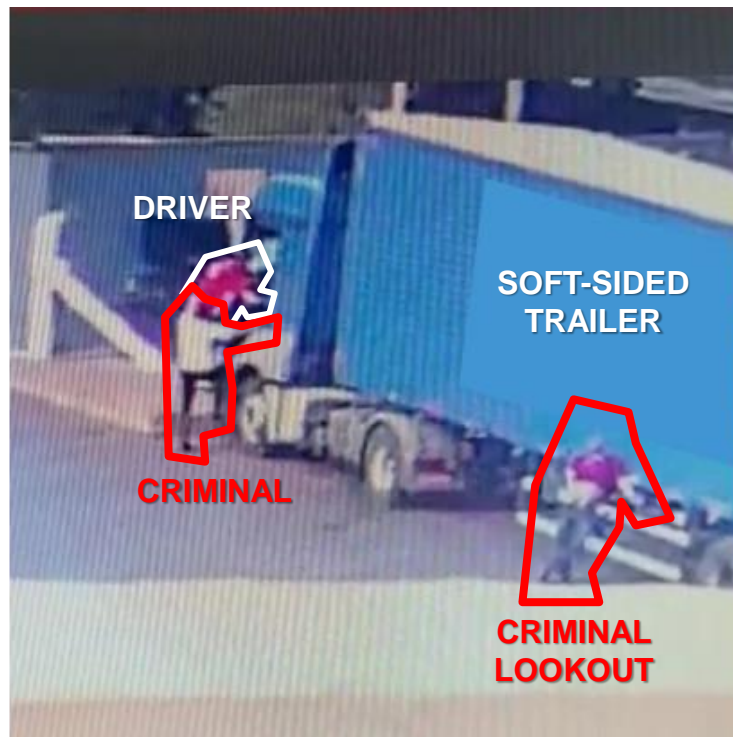 DRIVER
SOFT-SIDED
TRAILER
CRIMINAL
CRIMINAL
LOOKOUT